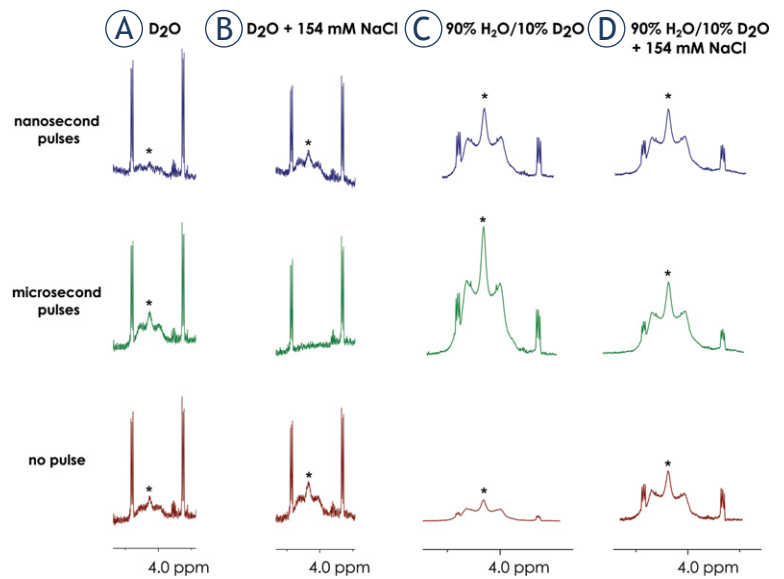 A D2O
B D2O + 154 mM NaCl
C 90% H2O/10% D2O
D 90% H2O/10% D2O
+ 154 mM NaCl
nanosecond
pulses
* * * *
microsecond
pulses
* * *
no pulse
* * * *
4.0 ppm 4.0 ppm 4.0 ppm 4.0 ppm